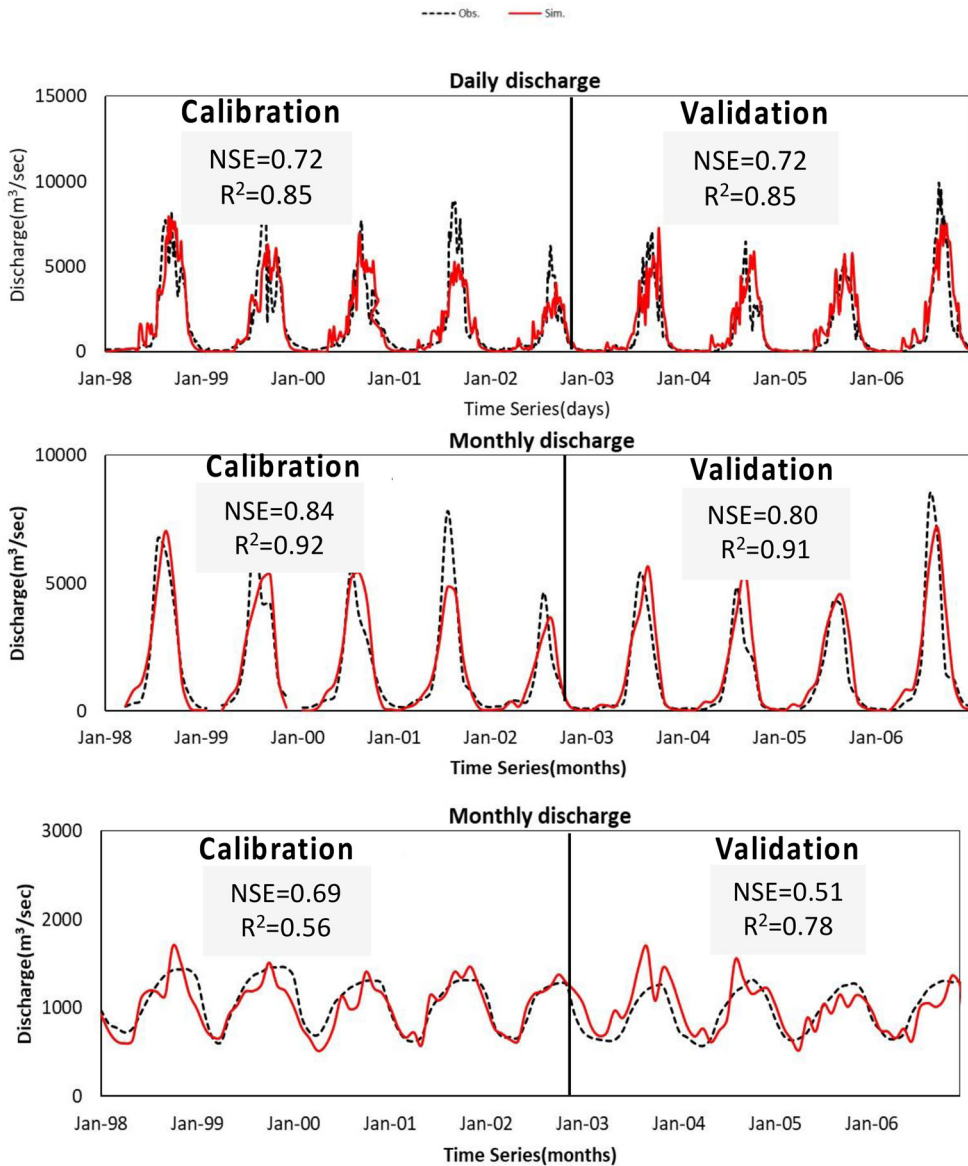 Obs. Sim.
Daily discharge
15000
Calibration Validation
NSE=0.72 NSE=0.72
R²=0.85 R²=0.85
10000
Discharge(m³/sec)
5000
0
Jan-98 Jan-99 Jan-00 Jan-01 Jan-02 Jan-03 Jan-04 Jan-05 Jan-06
Time Series(days)
Monthly discharge
10000
Calibration Validation
NSE=0.84 NSE=0.80
R²=0.92 R²=0.91
Discharge(m³/sec)
5000
0
Jan-98 Jan-99 Jan-00 Jan-01 Jan-02 Jan-03 Jan-04 Jan-05 Jan-06
Time Series(months)
Monthly discharge
3000
Calibration Validation
NSE=0.69 NSE=0.51
R²=0.56 R²=0.78
2000
Discharge(m³/sec)
1000
0
Jan-98 Jan-99 Jan-00 Jan-01 Jan-02 Jan-03 Jan-04 Jan-05 Jan-06
Time Series(months)